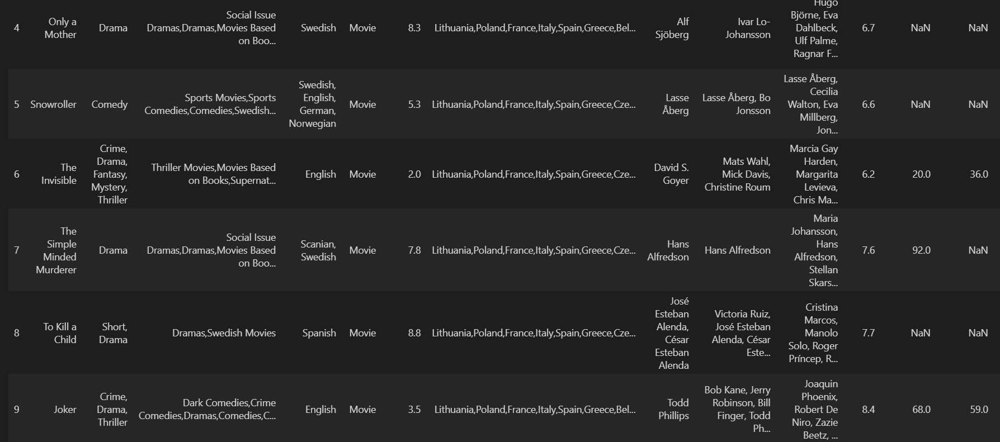 4 Only a Mother Drama Social Issue Dramas,Dramas,Movies Based on Boo... Swedish Movie 8.3 Lithuania,Poland,France,Italy,Spain,Greece,Bel... Alf Sjöberg Ivar Lo-Johansson Hugo Björne, Eva Dahlbeck, Ulf Palme, Ragnar F... 6.7 NaN NaN
5 Snowroller Comedy Sports Movies,Sports Comedies,Comedies,Swedish... Swedish, English, German, Norwegian Movie 5.3 Lithuania,Poland,France,Italy,Spain,Greece,Cze... Lasse Åberg Lasse Åberg, Bo Jonsson Lasse Åberg, Cecilia Walton, Eva Millberg, Jon... 6.6 NaN NaN
6 The Invisible Crime, Drama, Fantasy, Mystery, Thriller Thriller Movies,Movies Based on Books,Supernat... English Movie 2.0 Lithuania,Poland,France,Italy,Spain,Greece,Cze... David S. Goyer Mats Wahl, Mick Davis, Christine Roum Marcia Gay Harden, Margarita Levieva, Chris Ma... 6.2 20.0 36.0
7 The Simple Minded Murderer Drama Social Issue Dramas,Dramas,Movies Based on Boo... Scanian, Swedish Movie 7.8 Lithuania,Poland,France,Italy,Spain,Greece,Cze... Hans Alfredson Hans Alfredson Maria Johansson, Hans Alfredson, Stellan Skars... 7.6 92.0 NaN
8 To Kill a Child Short, Drama Dramas,Swedish Movies Spanish Movie 8.8 Lithuania,Poland,France,Italy,Spain,Greece,Cze... José Esteban Alenda, César Esteban Alenda Victoria Ruiz, José Esteban Alenda, César Este... Cristina Marcos, Manolo Solo, Roger Príncep, R... 7.7 NaN NaN
9 Joker Crime, Drama, Thriller Dark Comedies,Crime Comedies,Dramas,Comedies,C... English Movie 3.5 Lithuania,Poland,France,Italy,Spain,Greece,Bel... Todd Phillips Bob Kane, Jerry Robinson, Bill Finger, Todd Ph... Joaquin Phoenix, Robert De Niro, Zazie Beetz, ... 8.4 68.0 59.0